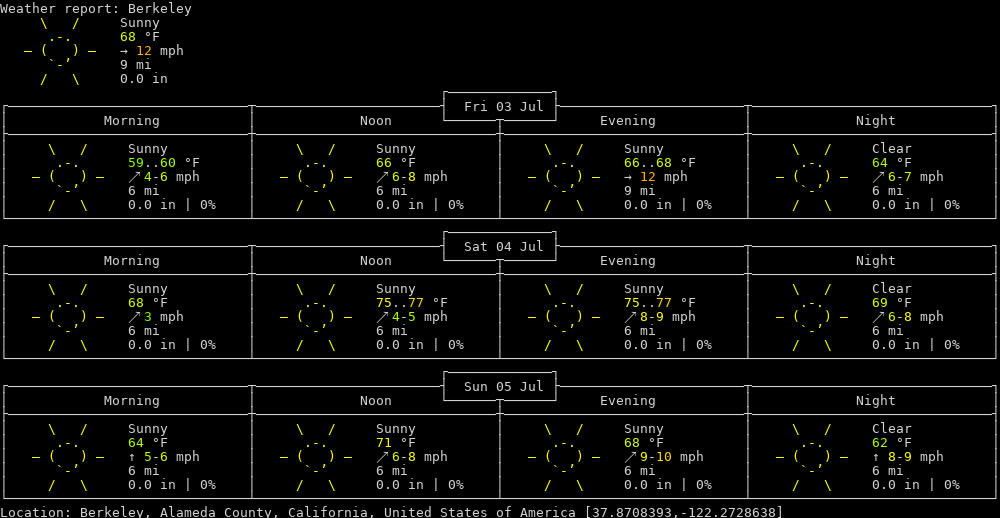 Weather report: Berkeley
Sunny
68 °F
→ 12 mph
9 mi
0.0 in
Fri 03 Jul
Morning Noon Evening Night
Sunny Sunny Sunny Clear
59..60 °F 66 °F 66..68 °F 64 °F
↗ 4-6 mph ↗ 6-8 mph → 12 mph ↗ 6-7 mph
6 mi 6 mi 9 mi 6 mi
0.0 in | 0% 0.0 in | 0% 0.0 in | 0% 0.0 in | 0%
Sat 04 Jul
Morning Noon Evening Night
Sunny Sunny Sunny Clear
68 °F 75..77 °F 75..77 °F 69 °F
↗ 3 mph ↗ 4-5 mph ↗ 8-9 mph ↗ 6-8 mph
6 mi 6 mi 6 mi 6 mi
0.0 in | 0% 0.0 in | 0% 0.0 in | 0% 0.0 in | 0%
Sun 05 Jul
Morning Noon Evening Night
Sunny Sunny Sunny Clear
64 °F 71 °F 68 °F 62 °F
↑ 5-6 mph ↗ 6-8 mph ↗ 9-10 mph ↑ 8-9 mph
6 mi 6 mi 6 mi 6 mi
0.0 in | 0% 0.0 in | 0% 0.0 in | 0% 0.0 in | 0%
Location: Berkeley, Alameda County, California, United States of America [37.8708393,-122.2728638]